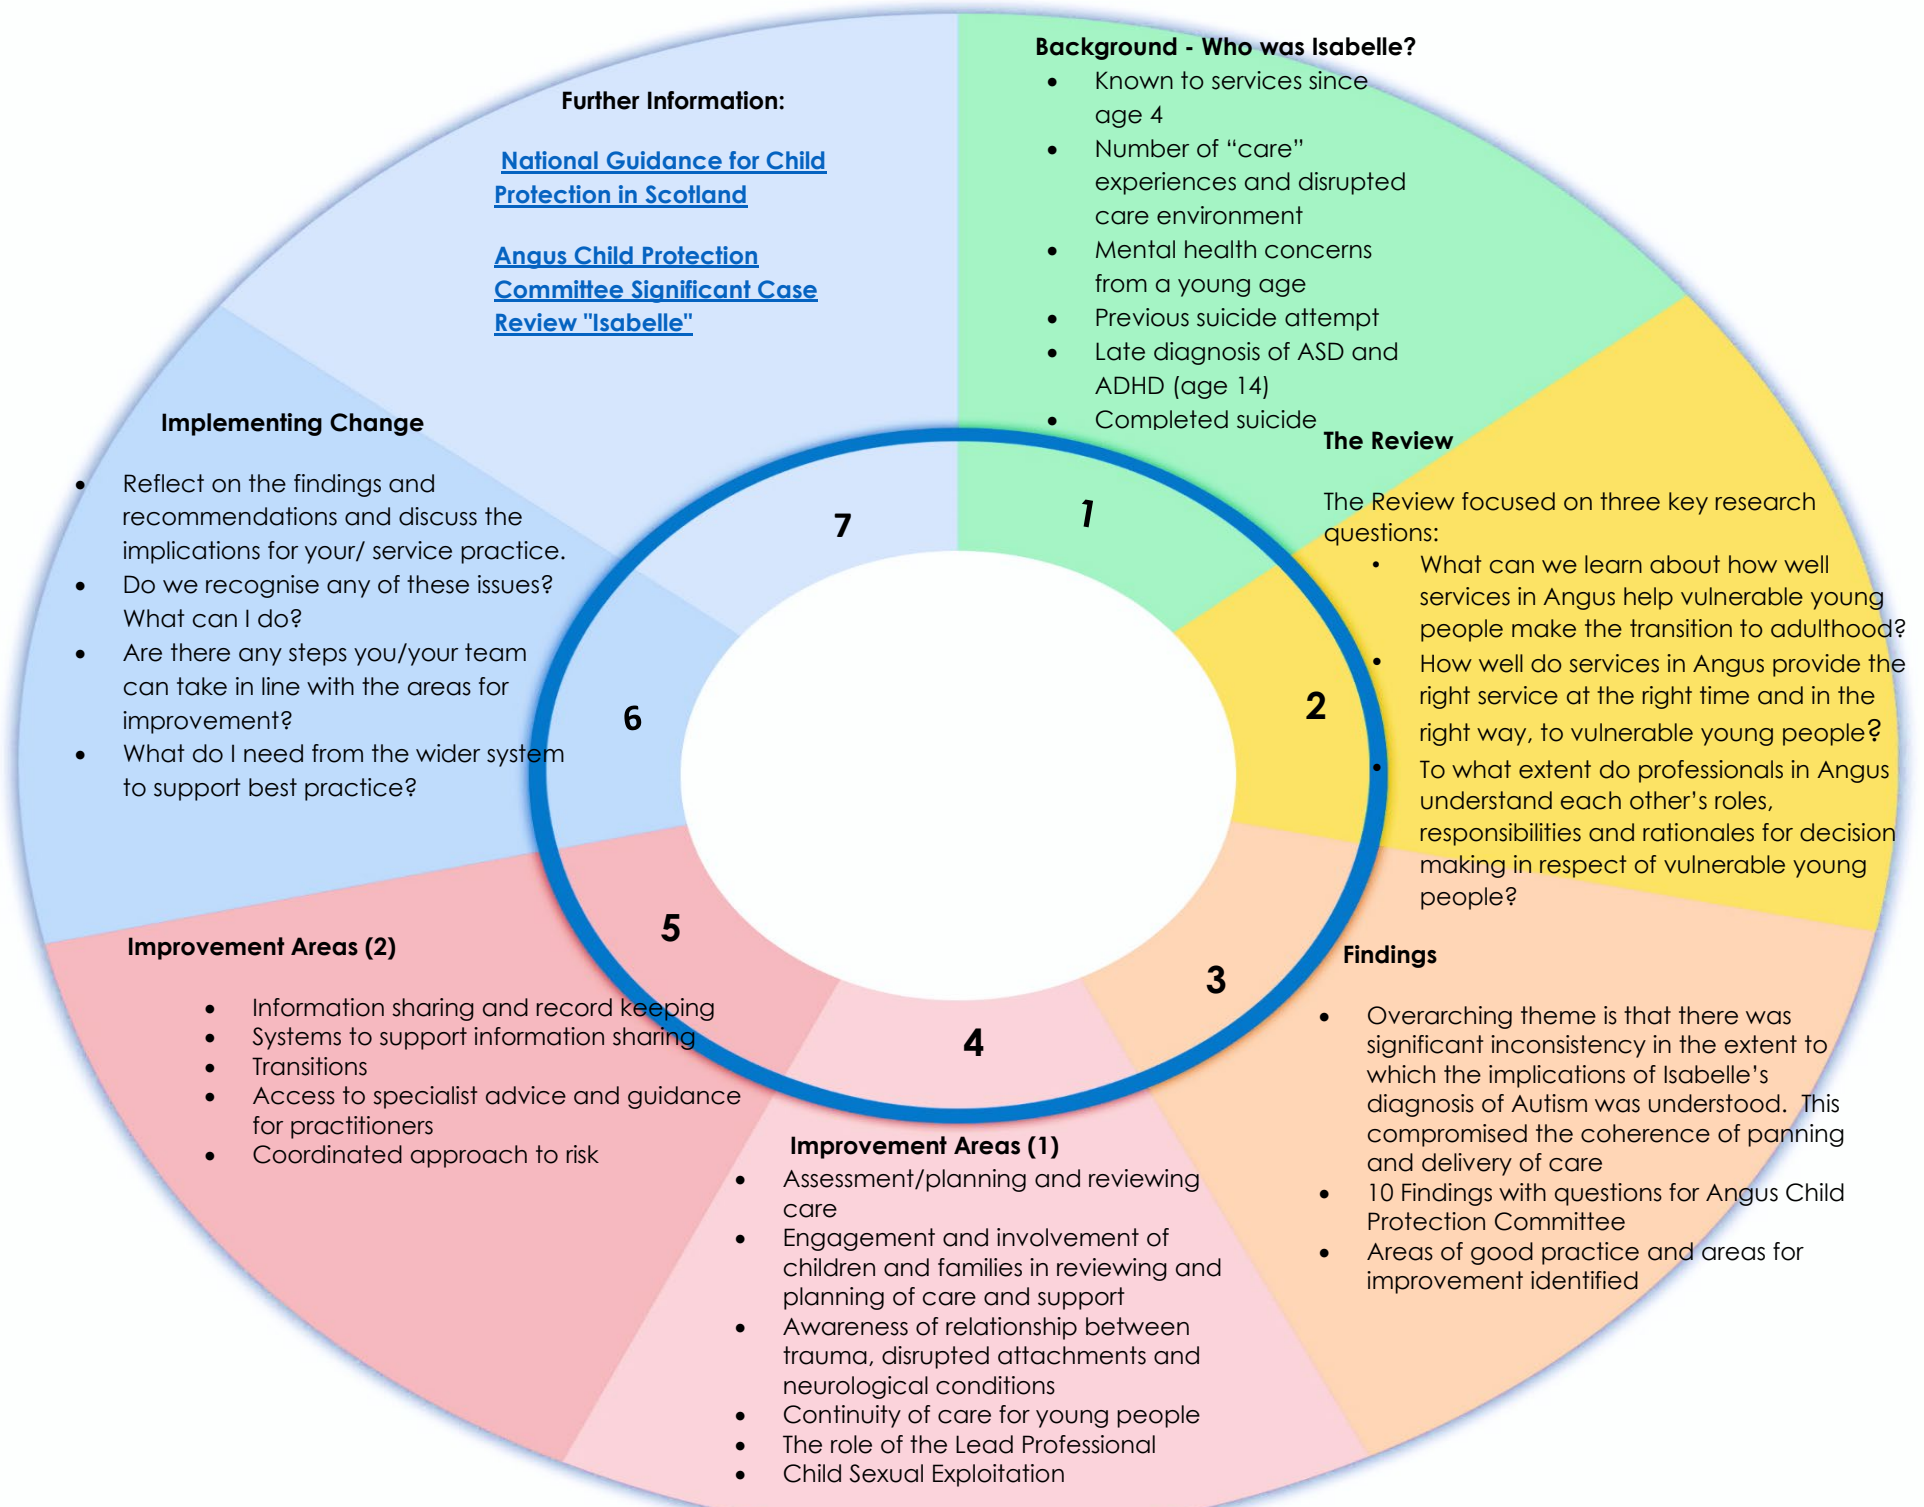 Background - Who was Isabelle?
• Known to services since
age 4
• Number of “care”
experiences and disrupted
care environment
• Mental health concerns
from a young age
• Previous suicide attempt
• Late diagnosis of ASD and
ADHD (age 14)
• Completed suicide
1
The Review
The Review focused on three key research
questions:
• What can we learn about how well
services in Angus help vulnerable young
people make the transition to adulthood?
• How well do services in Angus provide the
right service at the right time and in the
right way, to vulnerable young people?
• To what extent do professionals in Angus
understand each other’s roles,
responsibilities and rationales for decision
making in respect of vulnerable young
people?
2
Findings
• Overarching theme is that there was
significant inconsistency in the extent to
which the implications of Isabelle’s
diagnosis of Autism was understood. This
compromised the coherence of panning
and delivery of care
• 10 Findings with questions for Angus Child
Protection Committee
• Areas of good practice and areas for
improvement identified
3
4
Improvement Areas (1)
• Assessment/planning and reviewing
care
• Engagement and involvement of
children and families in reviewing and
planning of care and support
• Awareness of relationship between
trauma, disrupted attachments and
neurological conditions
• Continuity of care for young people
• The role of the Lead Professional
• Child Sexual Exploitation
5
Improvement Areas (2)
• Information sharing and record keeping
• Systems to support information sharing
• Transitions
• Access to specialist advice and guidance
for practitioners
• Coordinated approach to risk
6
Implementing Change
• Reflect on the findings and
recommendations and discuss the
implications for your/ service practice.
• Do we recognise any of these issues?
What can I do?
• Are there any steps you/your team
can take in line with the areas for
improvement?
• What do I need from the wider system
to support best practice?
7
Further Information:
National Guidance for Child
Protection in Scotland
Angus Child Protection
Committee Significant Case
Review "Isabelle"